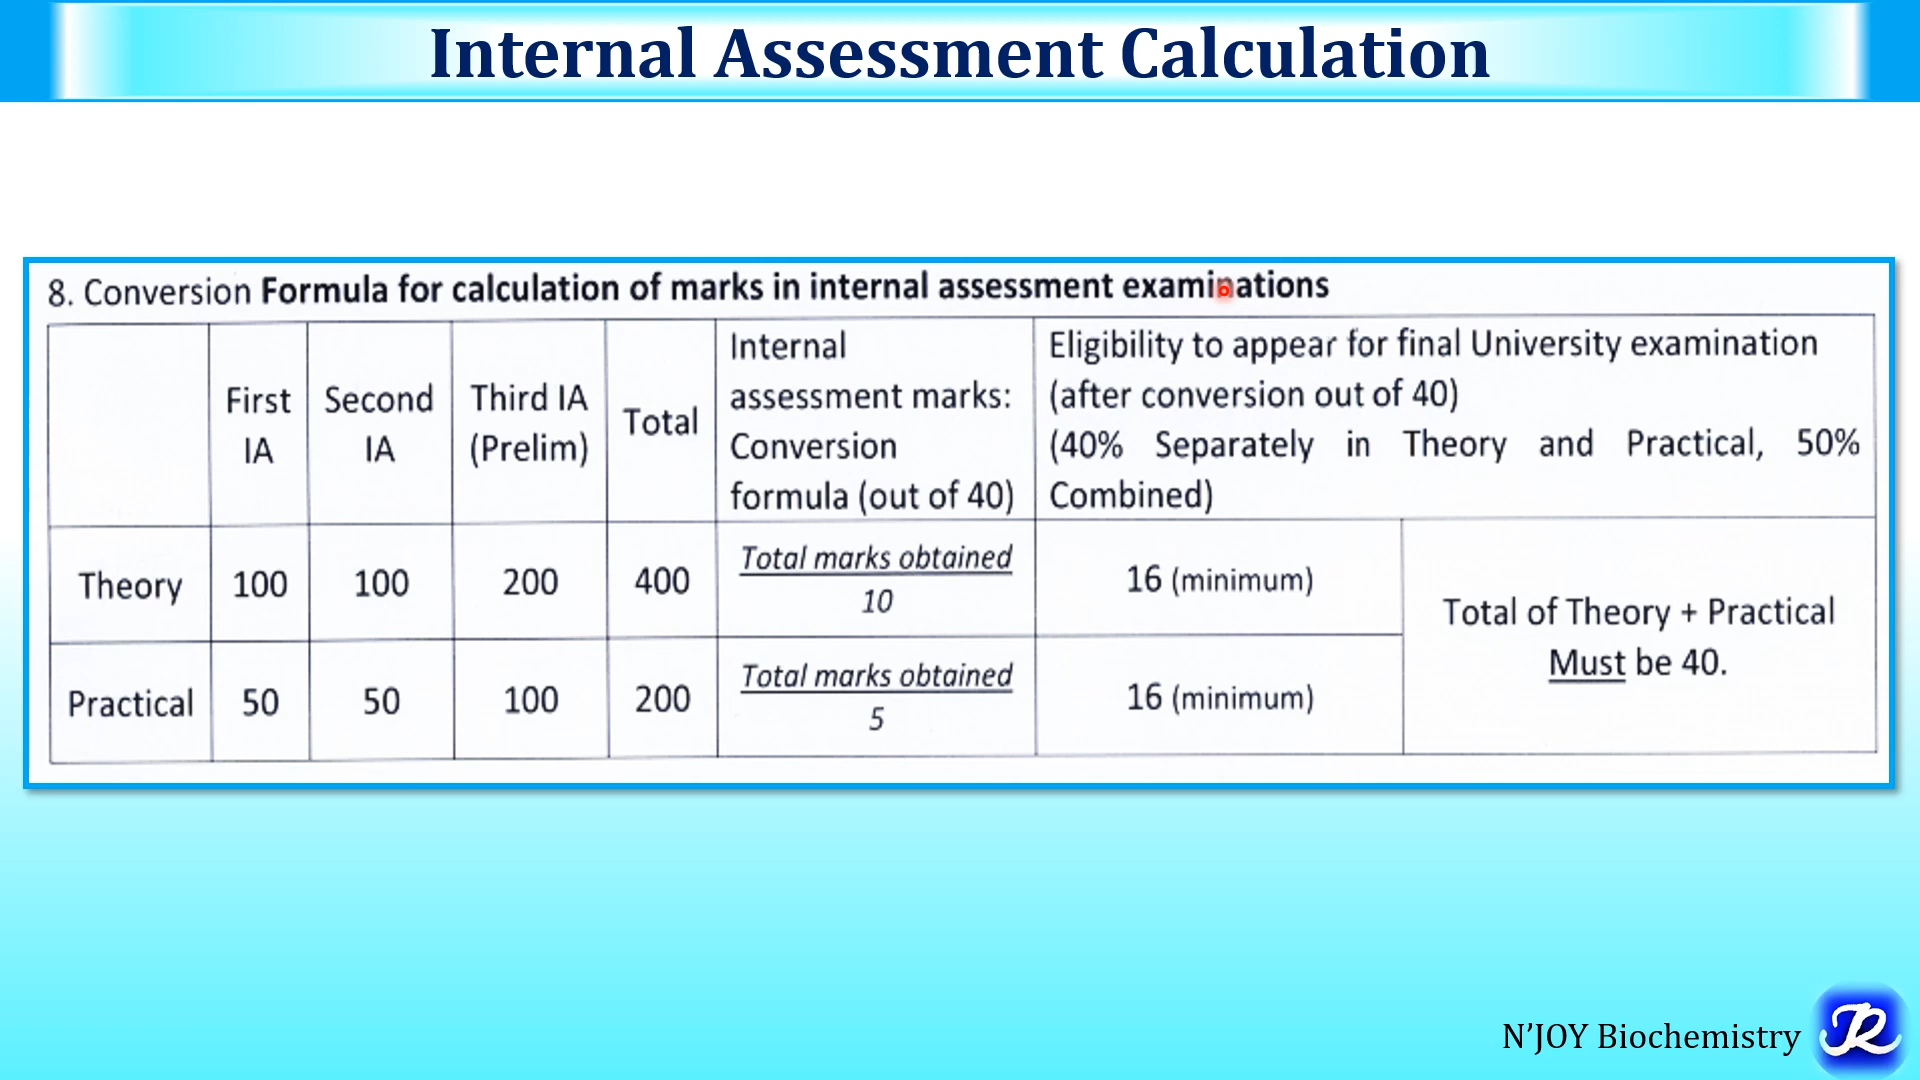 Internal Assessment Calculation
8. Conversion Formula for calculation of marks in internal assessment examinations
First IA
Second IA
Third IA (Prelim)
Total
Internal
assessment marks:
Conversion
formula (out of 40)
Eligibility to appear for final University examination
(after conversion out of 40)
(40% Separately in Theory and Practical, 50%
Combined)
Theory
100
100
200
400
Total marks obtained
10
16 (minimum)
Total of Theory + Practical
Must be 40.
Practical
50
50
100
200
Total marks obtained
5
16 (minimum)
N'JOY Biochemistry
JR